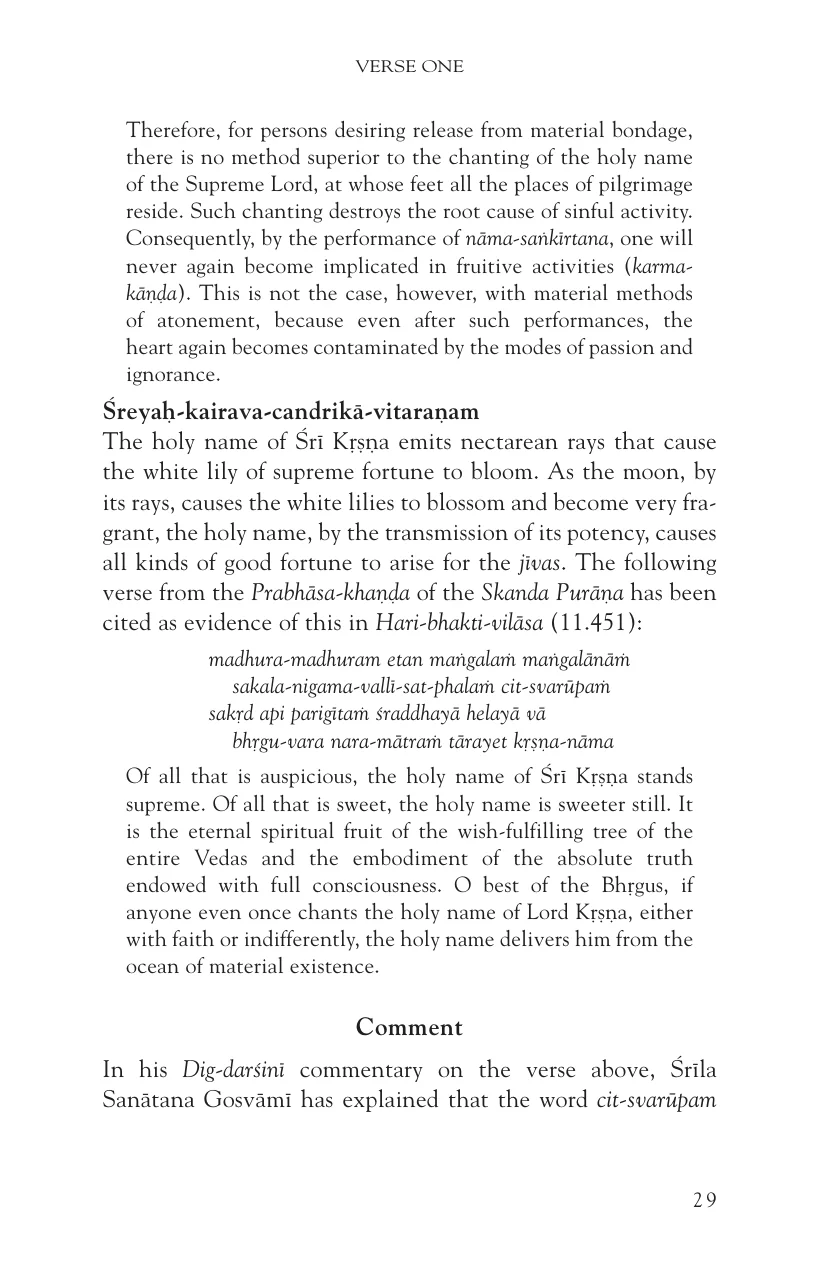 VERSE ONE
Therefore, for persons desiring release from material bondage,
there is no method superior to the chanting of the holy name
of the Supreme Lord, at whose feet all the places of pilgrimage
reside. Such chanting destroys the root cause of sinful activity.
Consequently, by the performance of nāma-saṅkīrtana, one will
never again become implicated in fruitive activities (karma-
kāṇḍa). This is not the case, however, with material methods
of atonement, because even after such performances, the
heart again becomes contaminated by the modes of passion and
ignorance.
Śreyaḥ-kairava-candrikā-vitaraṇam
The holy name of Śrī Kṛṣṇa emits nectarean rays that cause
the white lily of supreme fortune to bloom. As the moon, by
its rays, causes the white lilies to blossom and become very fra-
grant, the holy name, by the transmission of its potency, causes
all kinds of good fortune to arise for the jīvas. The following
verse from the Prabhāsa-khaṇḍa of the Skanda Purāṇa has been
cited as evidence of this in Hari-bhakti-vilāsa (11.451):
madhura-madhuram etan maṅgalaṁ maṅgalānāṁ
sakala-nigama-vallī-sat-phalaṁ cit-svarūpaṁ
sakṛd api parigītaṁ śraddhayā helayā vā
bhṛgu-vara nara-mātraṁ tārayet kṛṣṇa-nāma
Of all that is auspicious, the holy name of Śrī Kṛṣṇa stands
supreme. Of all that is sweet, the holy name is sweeter still. It
is the eternal spiritual fruit of the wish-fulfilling tree of the
entire Vedas and the embodiment of the absolute truth
endowed with full consciousness. O best of the Bhṛgus, if
anyone even once chants the holy name of Lord Kṛṣṇa, either
with faith or indifferently, the holy name delivers him from the
ocean of material existence.
Comment
In his Dig-darśinī commentary on the verse above, Śrīla
Sanātana Gosvāmī has explained that the word cit-svarūpam
29